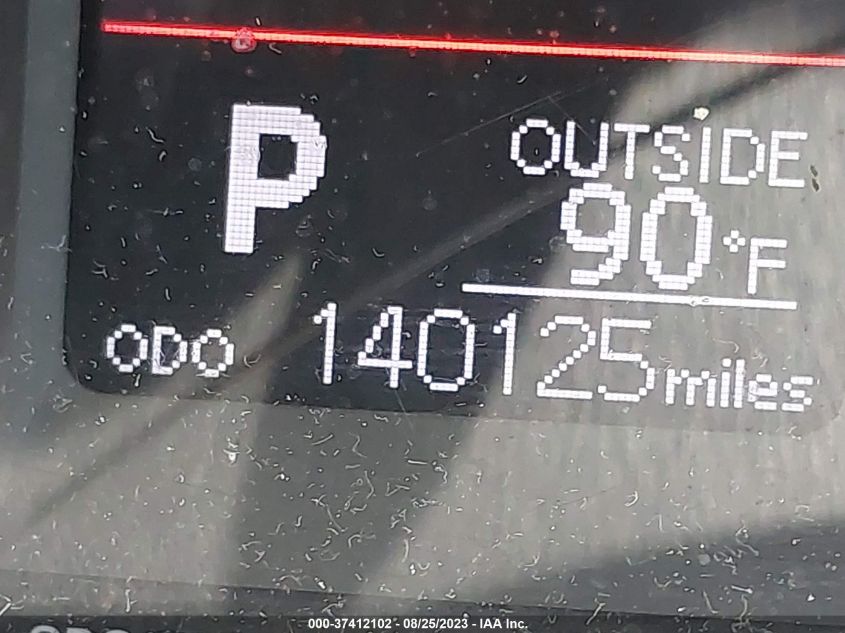 P
OUTSIDE
90°F
ODO 140125 miles
000-37412102 - 08/25/2023 - IAA Inc.